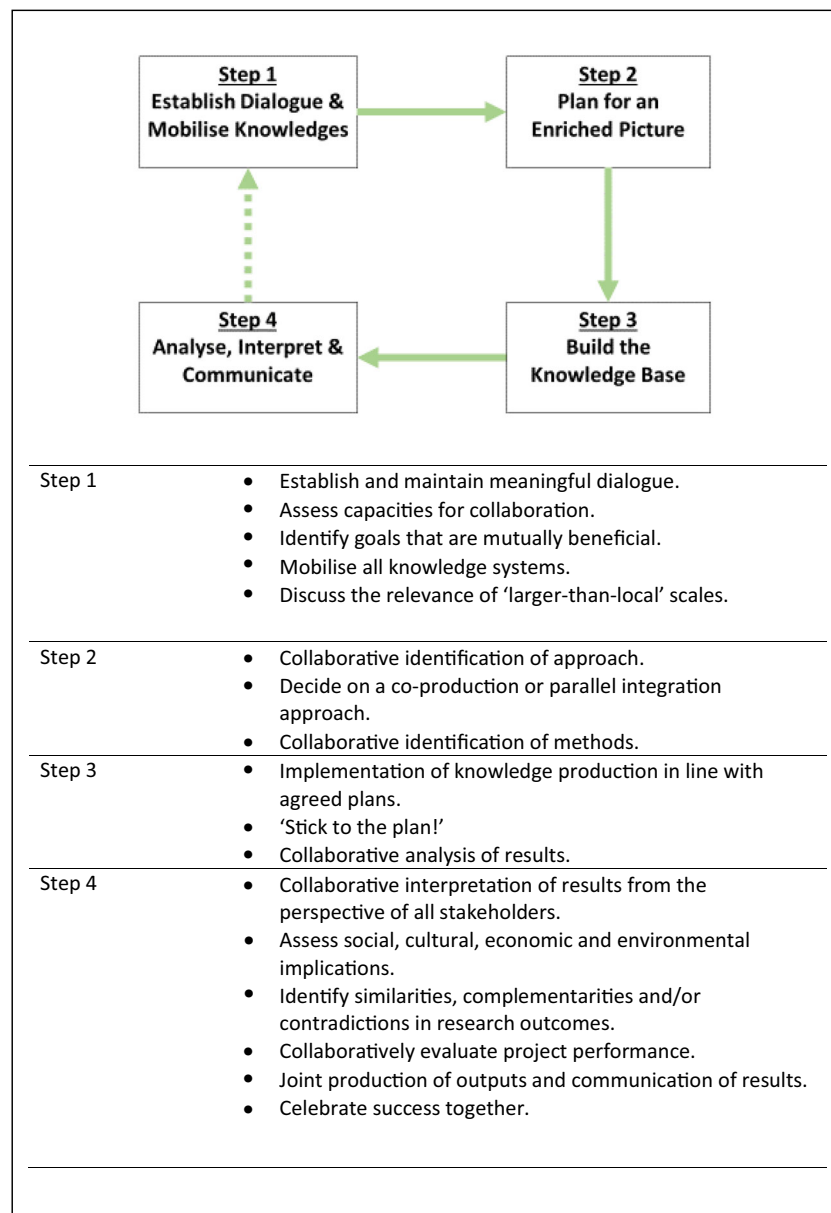 Step 1
Establish Dialogue &
Mobilise Knowledges
Step 2
Plan for an
Enriched Picture
Step 4
Analyse, Interpret &
Communicate
Step 3
Build the
Knowledge Base
Step 1
• Establish and maintain meaningful dialogue.
• Assess capacities for collaboration.
• Identify goals that are mutually beneficial.
• Mobilise all knowledge systems.
• Discuss the relevance of ‘larger-than-local’ scales.
Step 2
• Collaborative identification of approach.
• Decide on a co-production or parallel integration
approach.
• Collaborative identification of methods.
Step 3
• Implementation of knowledge production in line with
agreed plans.
• ‘Stick to the plan!’
• Collaborative analysis of results.
Step 4
• Collaborative interpretation of results from the
perspective of all stakeholders.
• Assess social, cultural, economic and environmental
implications.
• Identify similarities, complementarities and/or
contradictions in research outcomes.
• Collaboratively evaluate project performance.
• Joint production of outputs and communication of results.
• Celebrate success together.